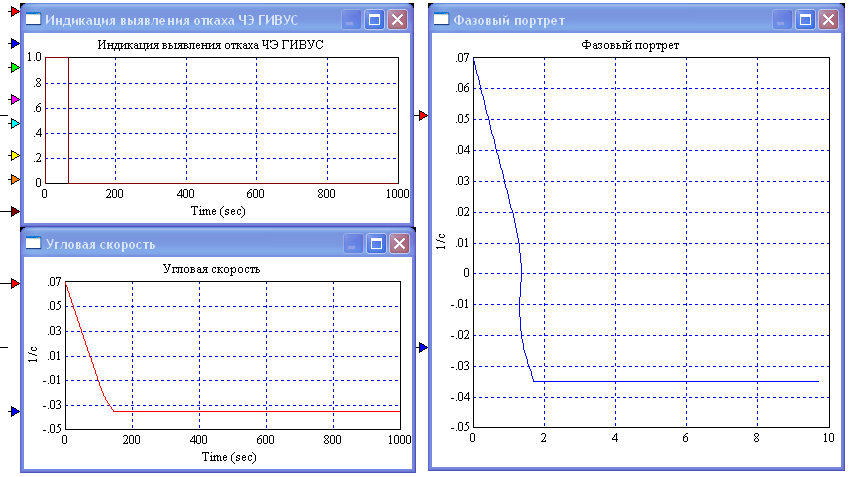 Индикация выявления откаха ЧЭ ГИВУС
Индикация выявления откаха ЧЭ ГИВУС
1.0
.8
.6
.4
.2
0
0 200 400 600 800 1000
Time (sec)
Угловая скорость
Угловая скорость
.07
.05
.03
.01
-.01
-.03
-.05
1/c
0 200 400 600 800 1000
Time (sec)
Фазовый портрет
Фазовый портрет
.07
.06
.05
.04
.03
.02
.01
0
-.01
-.02
-.03
-.04
-.05
1/c
0 2 4 6 8 10